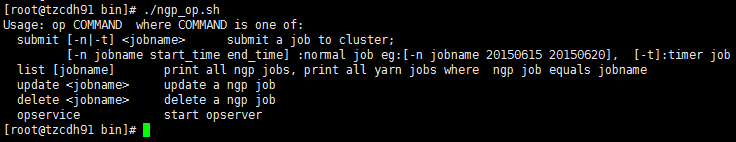 [root@tzcdh91 bin]# ./ngp_op.sh
Usage: op COMMAND  where COMMAND is one of:
  submit [-n|-t] <jobname>     submit a job to cluster;
         [-n jobname start_time end_time] :normal job eg:[-n jobname 20150615 20150620],  [-t]:timer job
  list [jobname]       print all ngp jobs, print all yarn jobs where  ngp job equals jobname
  update <jobname>     update a ngp job
  delete <jobname>     delete a ngp job
  opservice            start opserver
[root@tzcdh91 bin]#